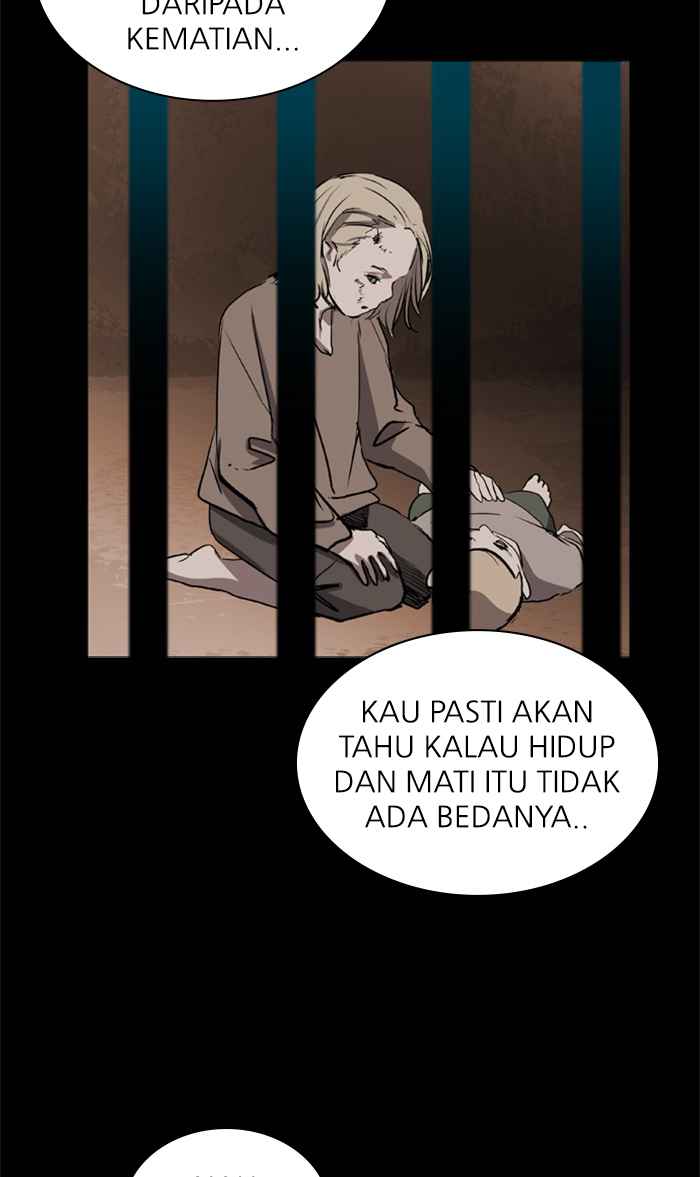 DARIPADA
KEMATIAN...
KAU PASTI AKAN
TAHU KALAU HIDUP
DAN MATI ITU TIDAK
ADA BEDANYA..